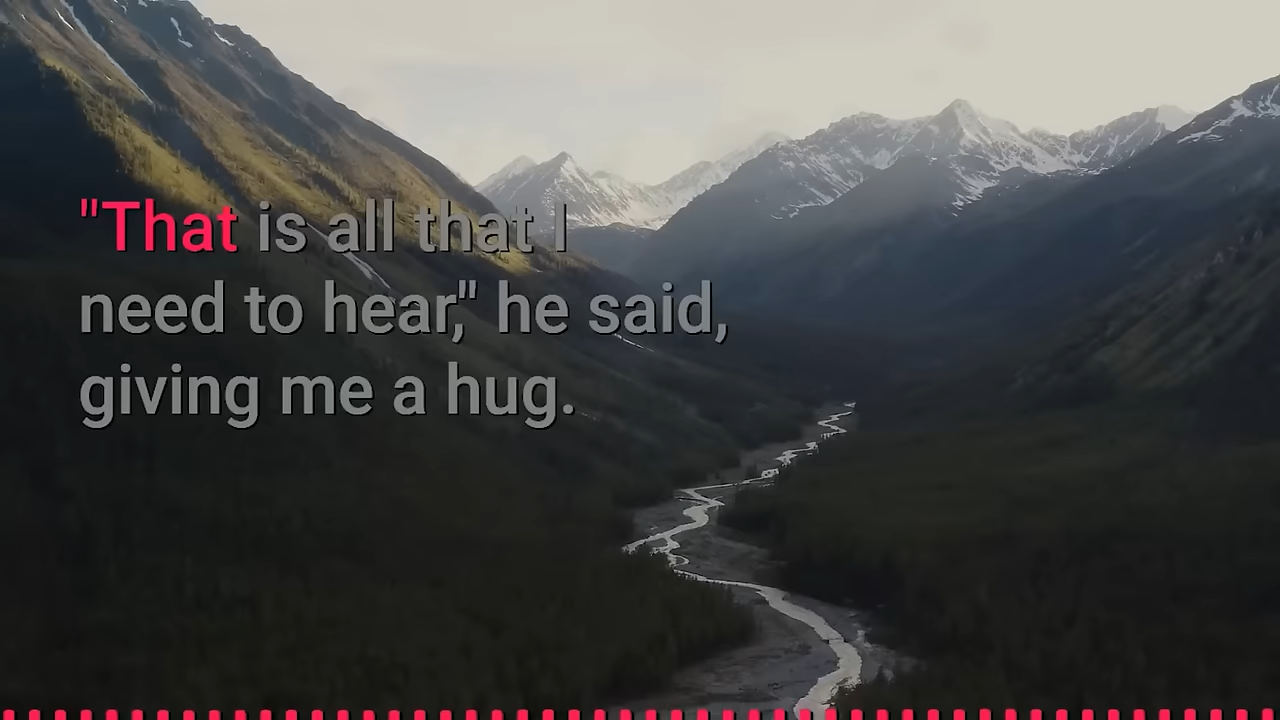 "That is all that I
need to hear," he said,
giving me a hug.